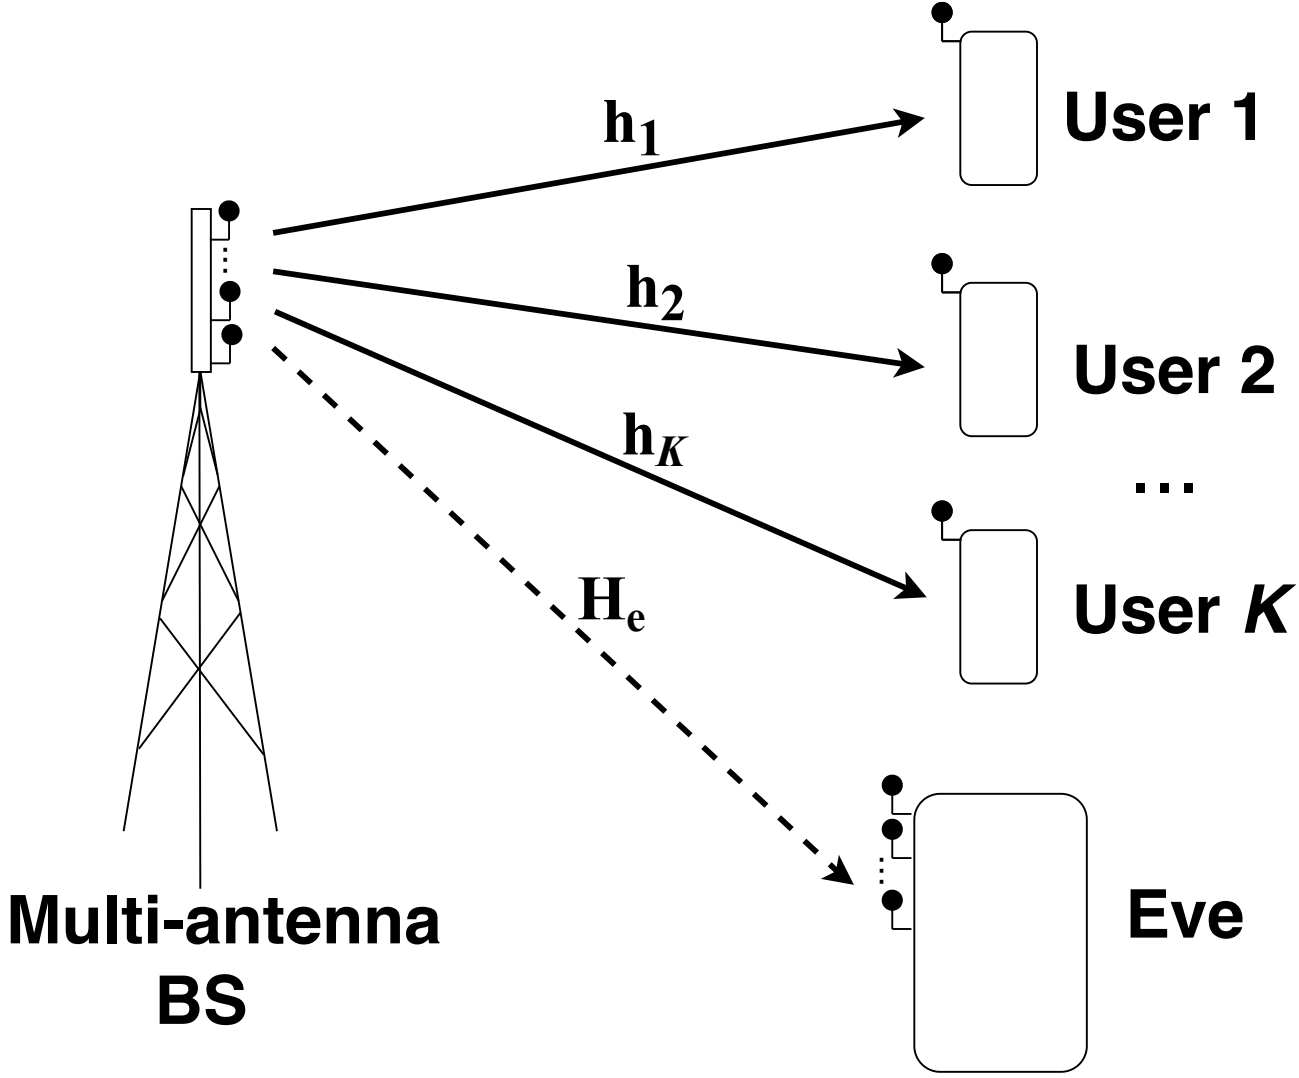 h1
User 1
h2
User 2
hK
...
User K
He
Eve
Multi-antenna
BS